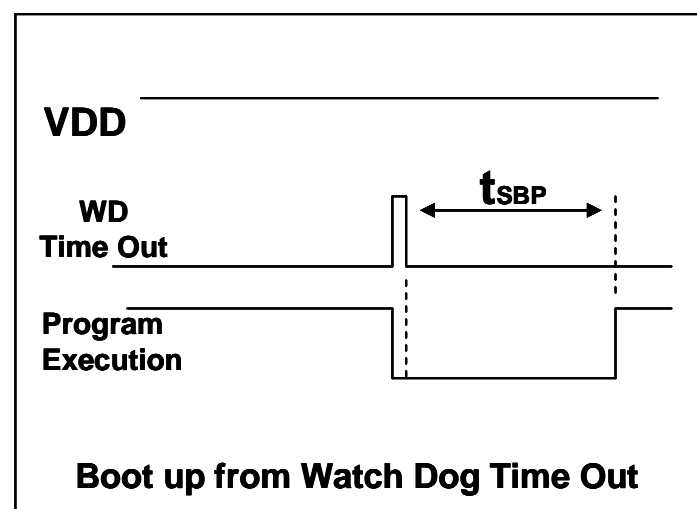 VDD
tSBP
WD
Time Out
Program
Execution
Boot up from Watch Dog Time Out